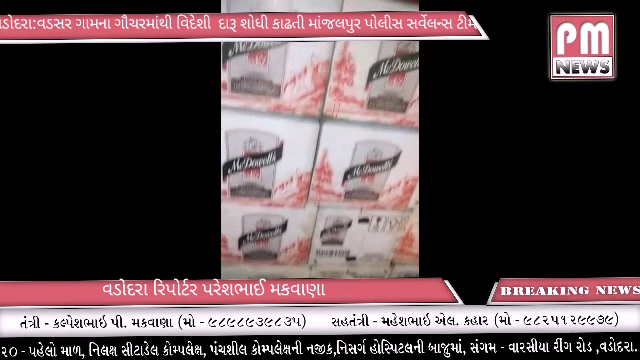 વડોદરા:વડસર ગામના ગૌચરમાંથી વિદેશી દારૂ શોધી કાઢતી માંજલપુર પોલીસ સર્વેલન્સ ટીમ
PM
NEWS
McDowell's
McDowell's
McDowell's
McDowell's
McDowell's
વડોદરા રિપોર્ટર પરેશભાઈ મકવાણા
BREAKING NEWS
તંત્રી - કલ્પેશભાઈ પી. મકવાણા (મો - ૯૮૯૮૯૩૯૮૩૫) સહતંત્રી - મહેશભાઈ એલ. કહાર (મો - ૯૮૨૫૧૨૯૯૭૯)
૨૦ - પહેલો માળ, નિલક્ષ સીટાડેલ કોમ્પલેક્ષ, પંચશીલ કોમ્પલેક્ષની નજીક,નિસર્ગ હોસ્પિટલની બાજુમાં, સંગમ - વારસીયા રીંગ રોડ ,વડોદરા.